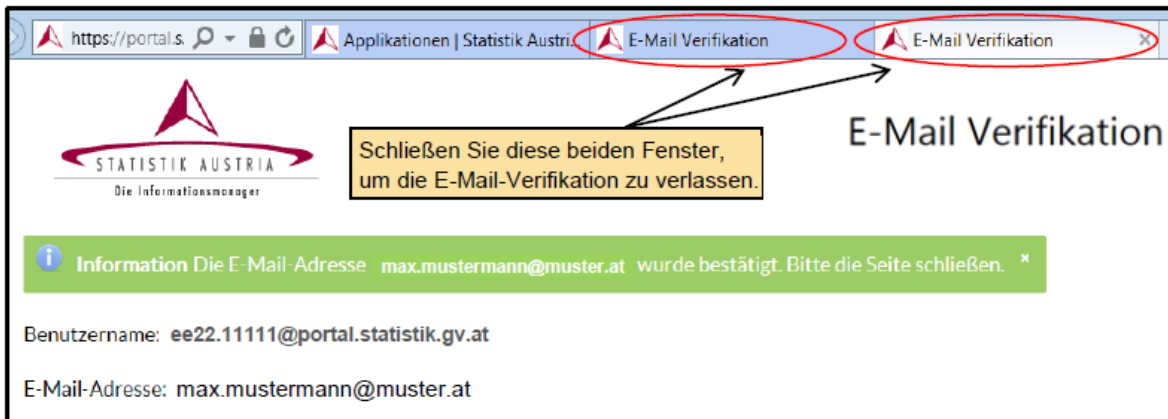 https://portal.s.
Applikationen | Statistik Austri...
E-Mail Verifikation
E-Mail Verifikation
STATISTIK AUSTRIA
Die Informationsmanager
Schließen Sie diese beiden Fenster,
um die E-Mail-Verifikation zu verlassen.
E-Mail Verifikation
Information Die E-Mail-Adresse max.mustermann@muster.at wurde bestätigt. Bitte die Seite schließen.
Benutzername: ee22.11111@portal.statistik.gv.at
E-Mail-Adresse: max.mustermann@muster.at